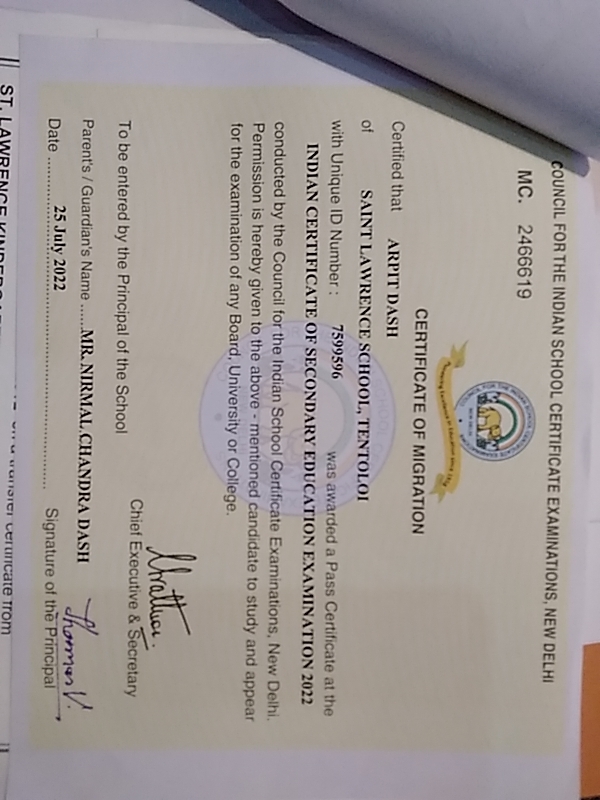 COUNCIL FOR THE INDIAN SCHOOL CERTIFICATE EXAMINATIONS, NEW DELHI
MC. 2466619
CERTIFICATE OF MIGRATION
Certified that ARPIT DASH
of SAINT LAWRENCE SCHOOL, TENTOLOI
with Unique ID Number : 7599596 was awarded a Pass Certificate at the
INDIAN CERTIFICATE OF SECONDARY EDUCATION EXAMINATION 2022
conducted by the Council for the Indian School Certificate Examinations, New Delhi.
Permission is hereby given to the above - mentioned candidate to study and appear
for the examination of any Board, University or College.
Chief Executive & Secretary
To be entered by the Principal of the School
Parent's / Guardian's Name ......MR. NIRMAL CHANDRA DASH
Date ....25 July 2022.... Signature of the Principal
ST. LAWRENCE
transfer certificate from